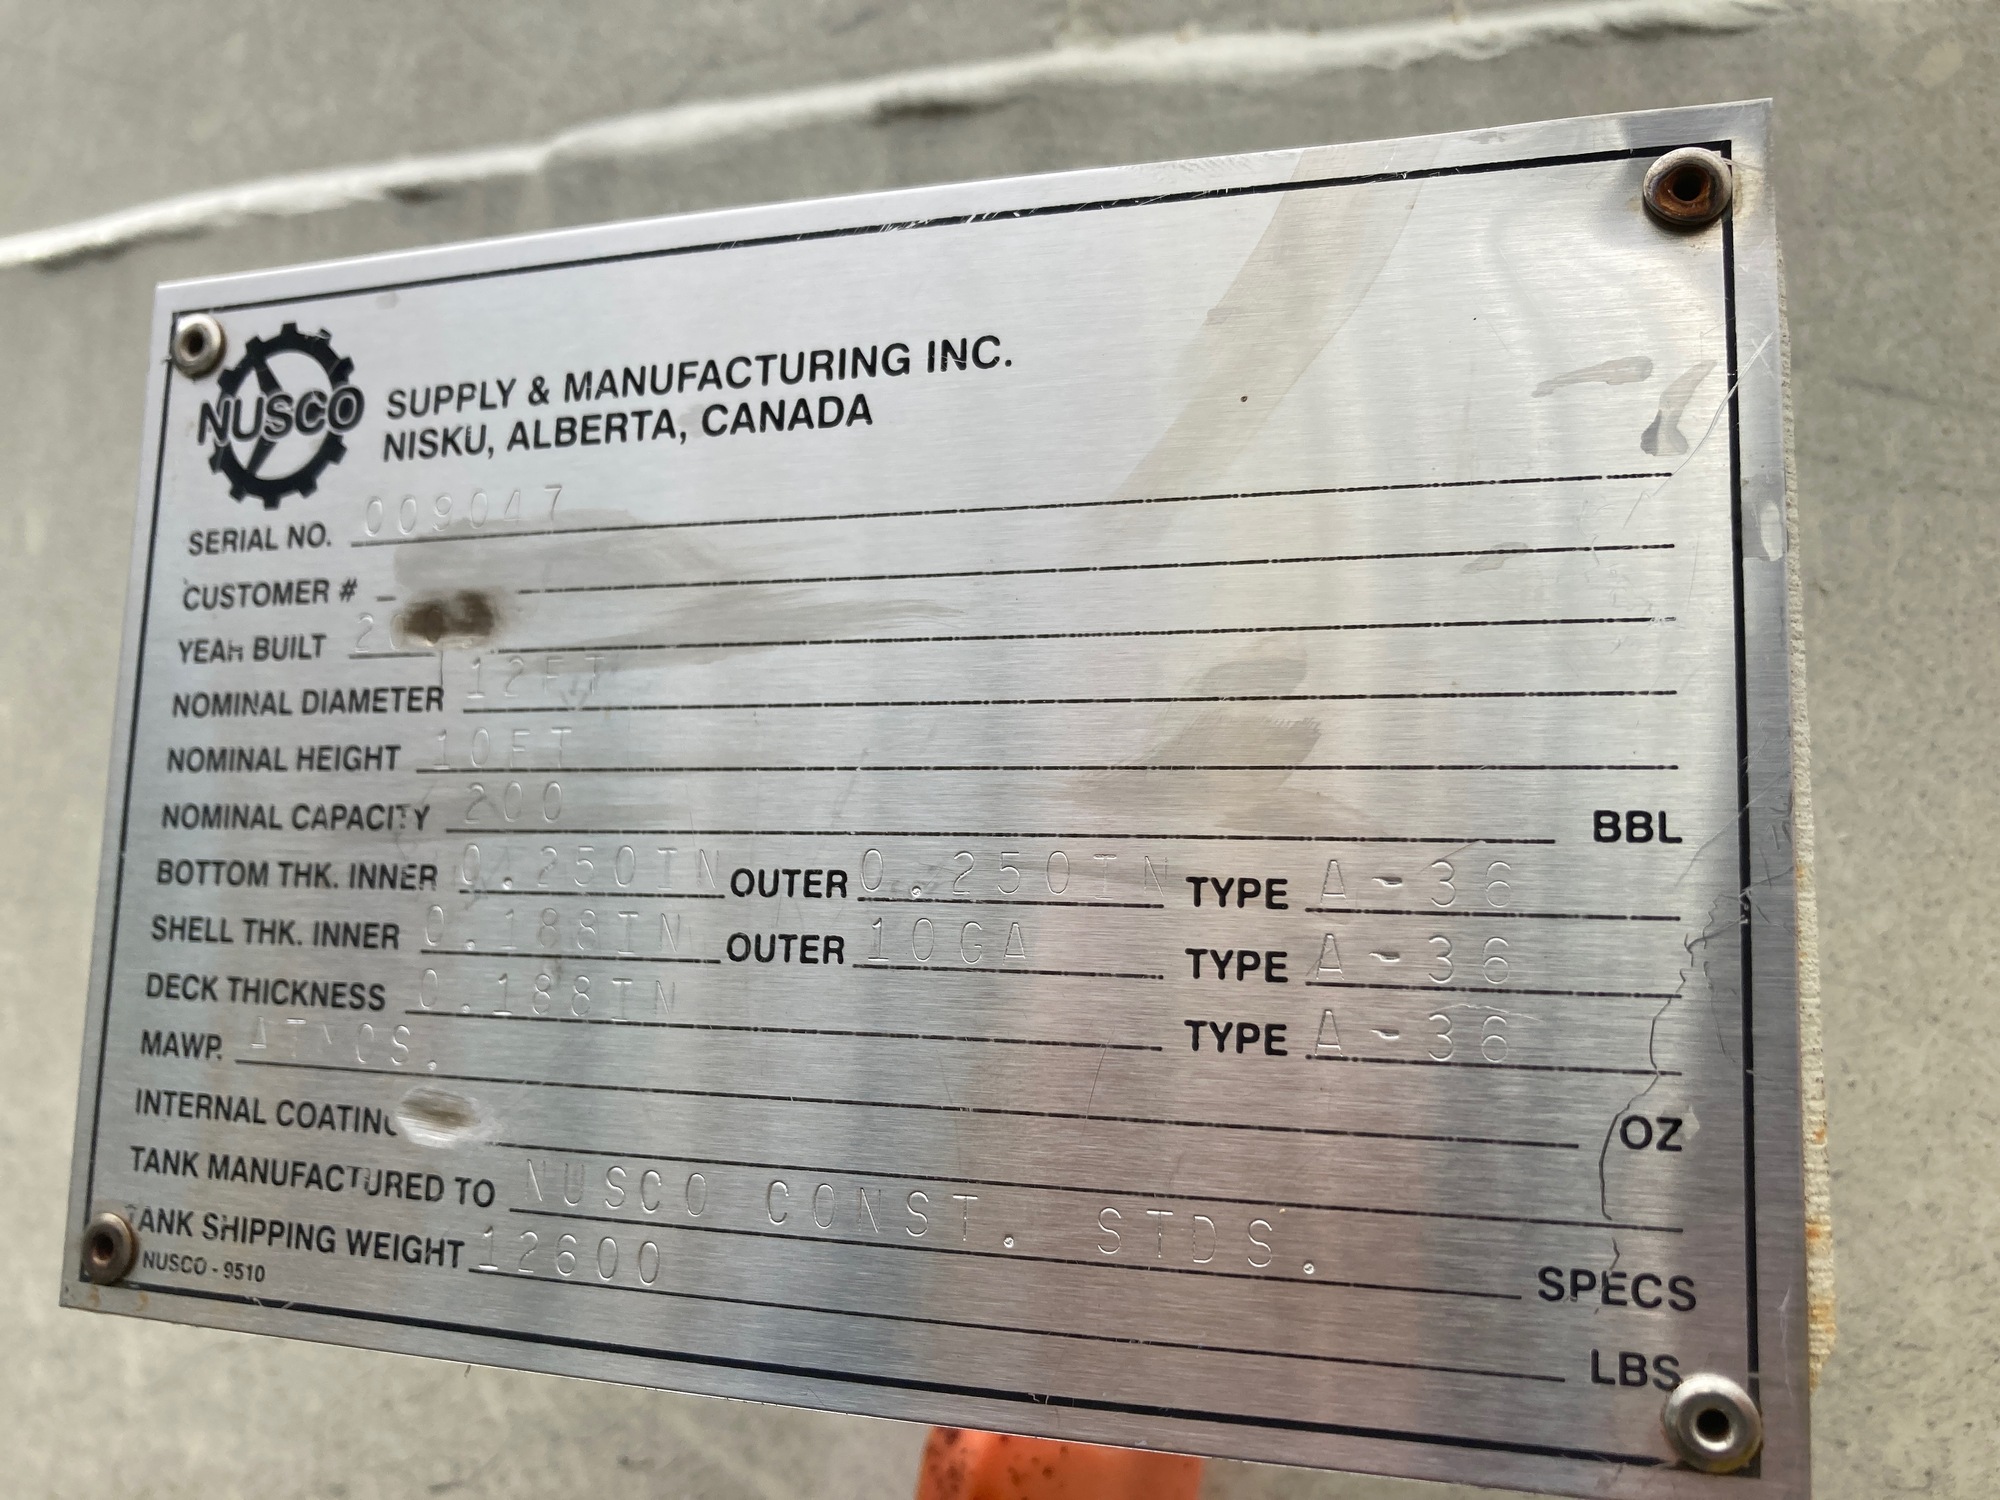 NUSCO SUPPLY & MANUFACTURING INC.
NISKU, ALBERTA, CANADA
SERIAL NO. 009047
CUSTOMER #
YEAR BUILT
NOMINAL DIAMETER 12FT
NOMINAL HEIGHT 10FT
NOMINAL CAPACITY 200 BBL
BOTTOM THK. INNER 0.250IN OUTER 0.250IN TYPE A-36
SHELL THK. INNER 0.188IN OUTER 10GA TYPE A-36
DECK THICKNESS 0.188IN TYPE A-36
MAWP. ATMOS. OZ
INTERNAL COATING
TANK MANUFACTURED TO NUSCO CONST. STDS. SPECS
TANK SHIPPING WEIGHT 12600 LBS
NUSCO - 9510